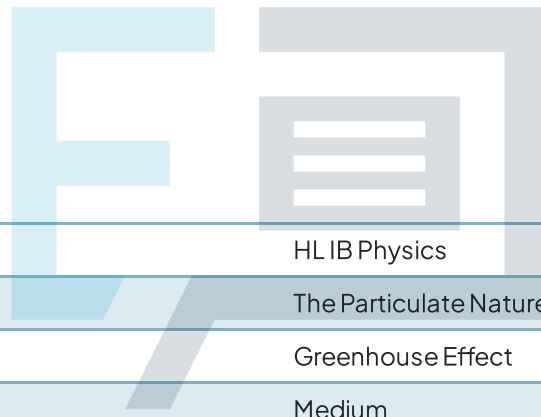 HL IB Physics
The Particulate Nature
Greenhouse Effect
Medium